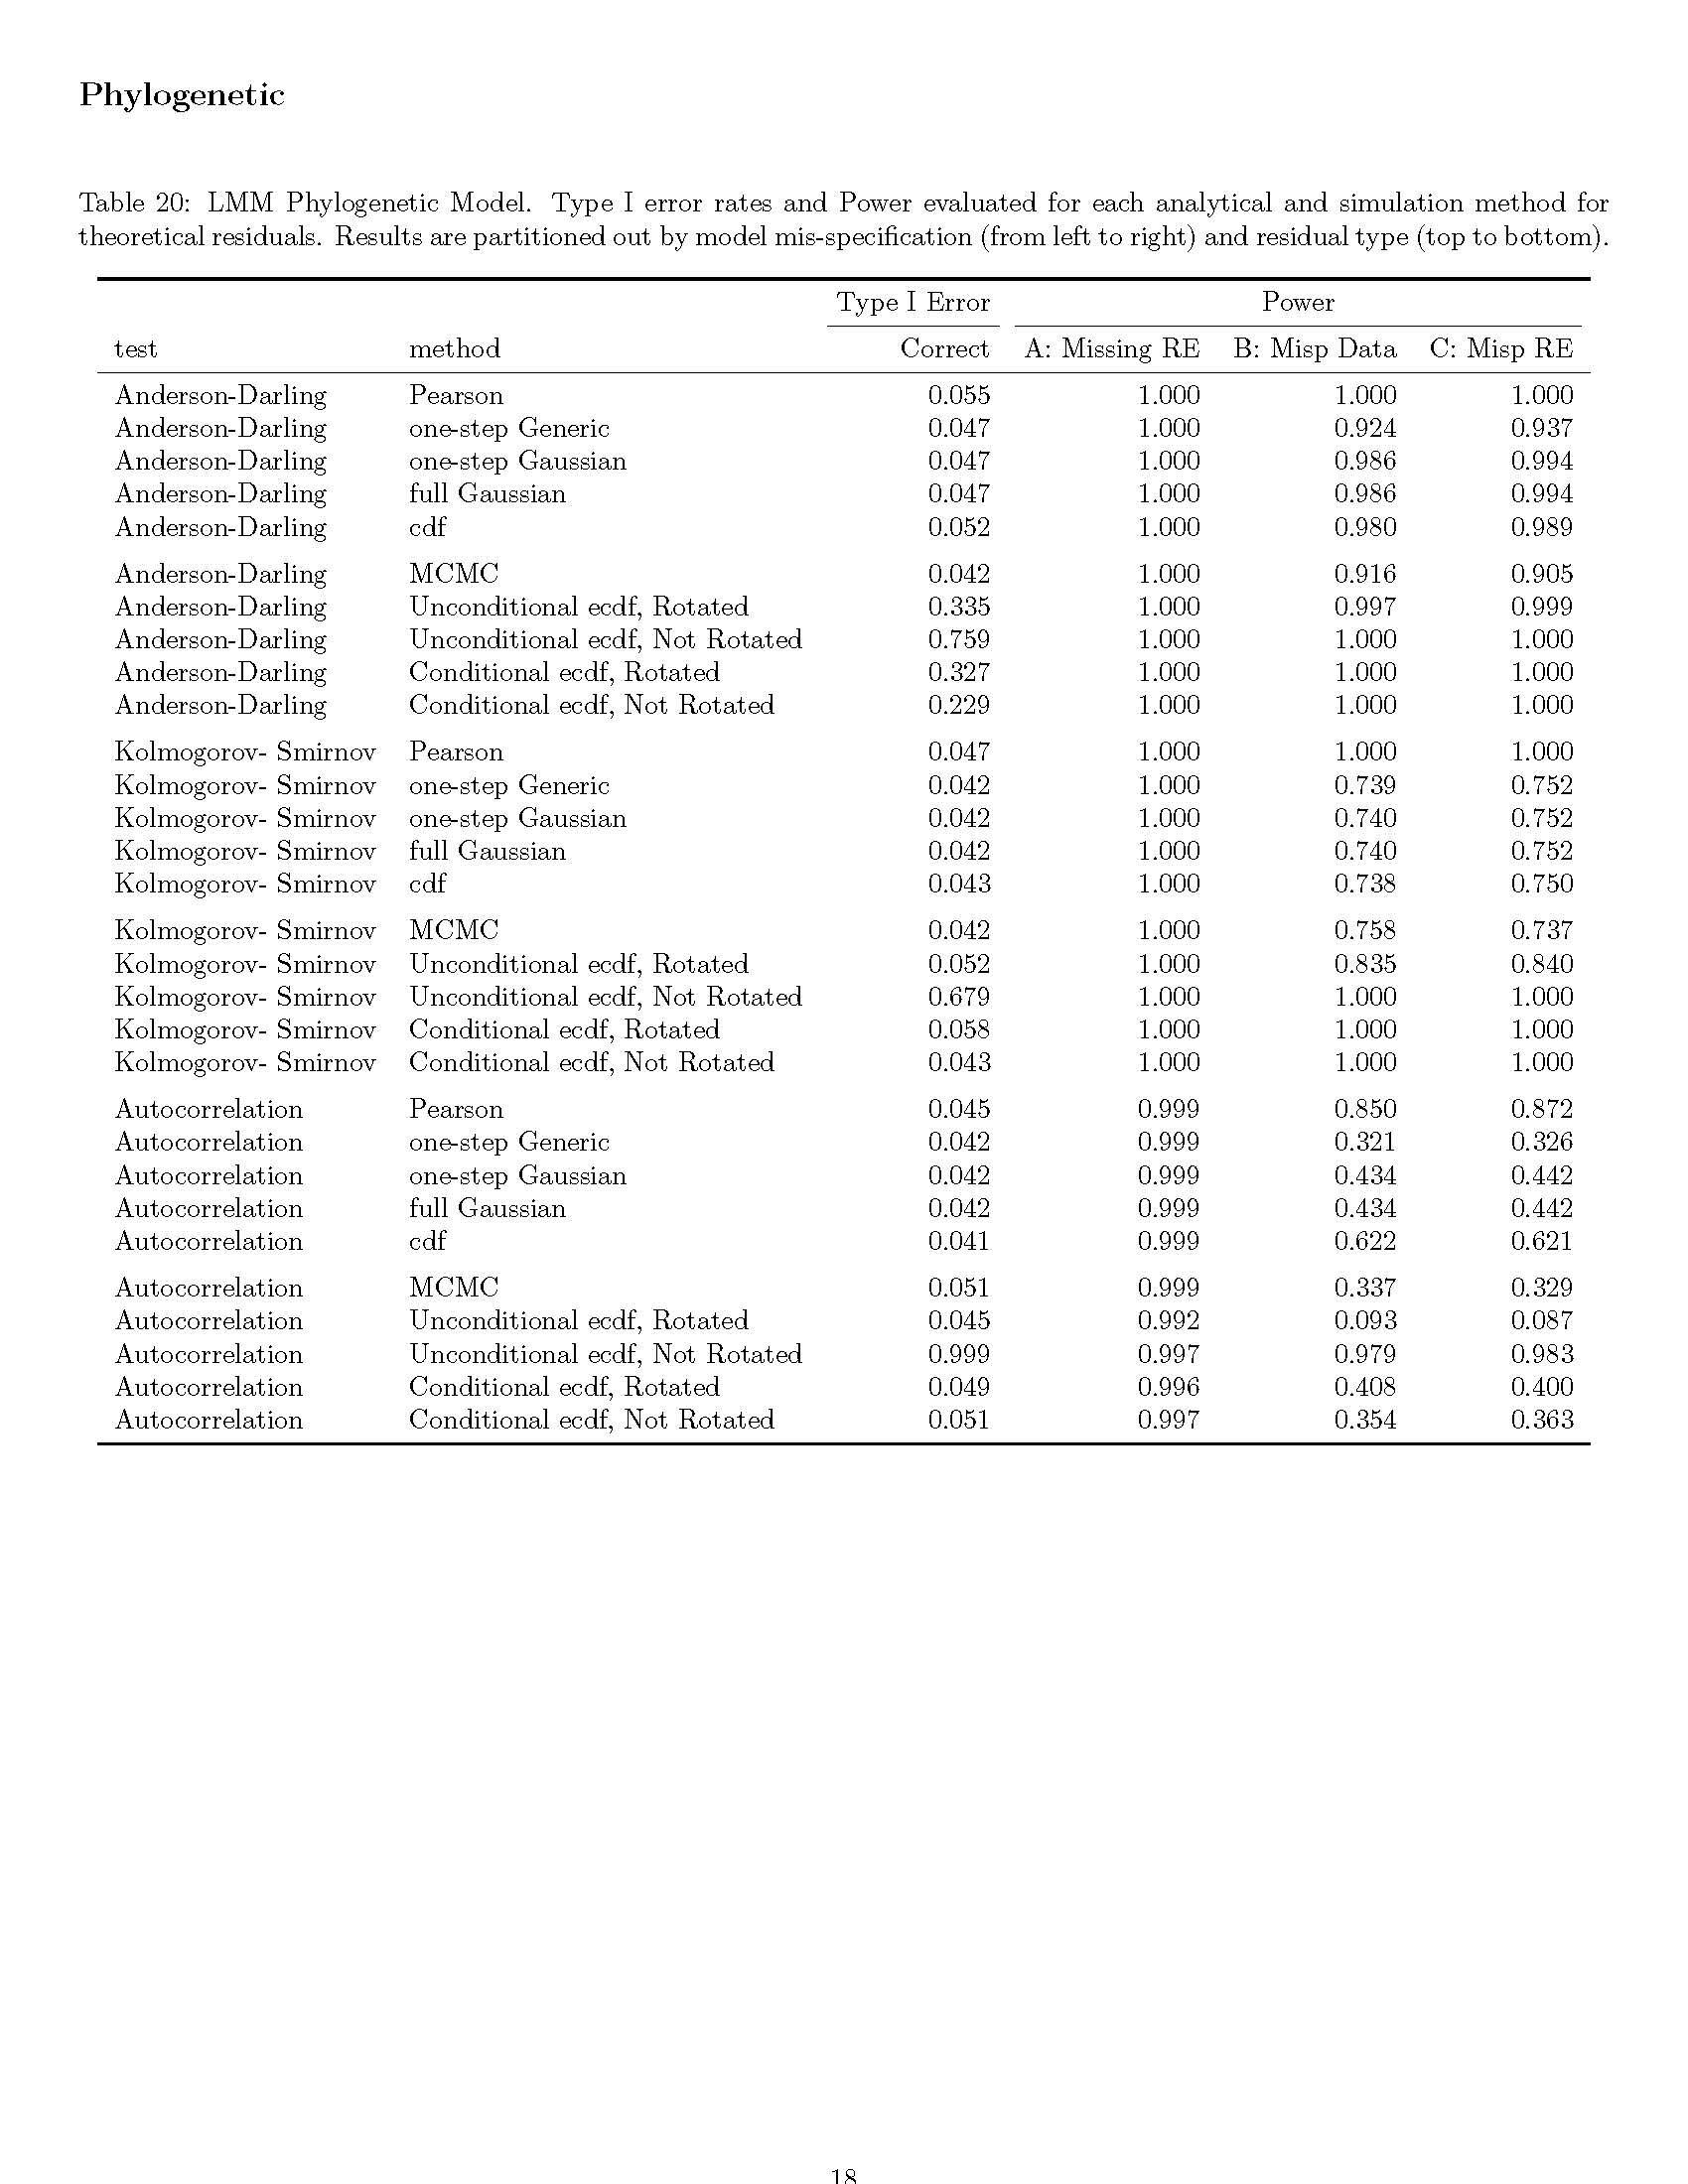 Phylogenetic
Table 20: LMM Phylogenetic Model. Type I error rates and Power evaluated for each analytical and simulation method for
theoretical residuals. Results are partitioned out by model mis-specification (from left to right) and residual type (top to bottom).
Type I Error Power
test method Correct A: Missing RE B: Misp Data C: Misp RE
Anderson-Darling Pearson 0.055 1.000 1.000 1.000
Anderson-Darling one-step Generic 0.047 1.000 0.924 0.937
Anderson-Darling one-step Gaussian 0.047 1.000 0.986 0.994
Anderson-Darling full Gaussian 0.047 1.000 0.986 0.994
Anderson-Darling cdf 0.052 1.000 0.980 0.989
Anderson-Darling MCMC 0.042 1.000 0.916 0.905
Anderson-Darling Unconditional ecdf, Rotated 0.335 1.000 0.997 0.999
Anderson-Darling Unconditional ecdf, Not Rotated 0.759 1.000 1.000 1.000
Anderson-Darling Conditional ecdf, Rotated 0.327 1.000 1.000 1.000
Anderson-Darling Conditional ecdf, Not Rotated 0.229 1.000 1.000 1.000
Kolmogorov- Smirnov Pearson 0.047 1.000 1.000 1.000
Kolmogorov- Smirnov one-step Generic 0.042 1.000 0.739 0.752
Kolmogorov- Smirnov one-step Gaussian 0.042 1.000 0.740 0.752
Kolmogorov- Smirnov full Gaussian 0.042 1.000 0.740 0.752
Kolmogorov- Smirnov cdf 0.043 1.000 0.738 0.750
Kolmogorov- Smirnov MCMC 0.042 1.000 0.758 0.737
Kolmogorov- Smirnov Unconditional ecdf, Rotated 0.052 1.000 0.835 0.840
Kolmogorov- Smirnov Unconditional ecdf, Not Rotated 0.679 1.000 1.000 1.000
Kolmogorov- Smirnov Conditional ecdf, Rotated 0.058 1.000 1.000 1.000
Kolmogorov- Smirnov Conditional ecdf, Not Rotated 0.043 1.000 1.000 1.000
Autocorrelation Pearson 0.045 0.999 0.850 0.872
Autocorrelation one-step Generic 0.042 0.999 0.321 0.326
Autocorrelation one-step Gaussian 0.042 0.999 0.434 0.442
Autocorrelation full Gaussian 0.042 0.999 0.434 0.442
Autocorrelation cdf 0.041 0.999 0.622 0.621
Autocorrelation MCMC 0.051 0.999 0.337 0.329
Autocorrelation Unconditional ecdf, Rotated 0.045 0.992 0.093 0.087
Autocorrelation Unconditional ecdf, Not Rotated 0.999 0.997 0.979 0.983
Autocorrelation Conditional ecdf, Rotated 0.049 0.996 0.408 0.400
Autocorrelation Conditional ecdf, Not Rotated 0.051 0.997 0.354 0.363
18